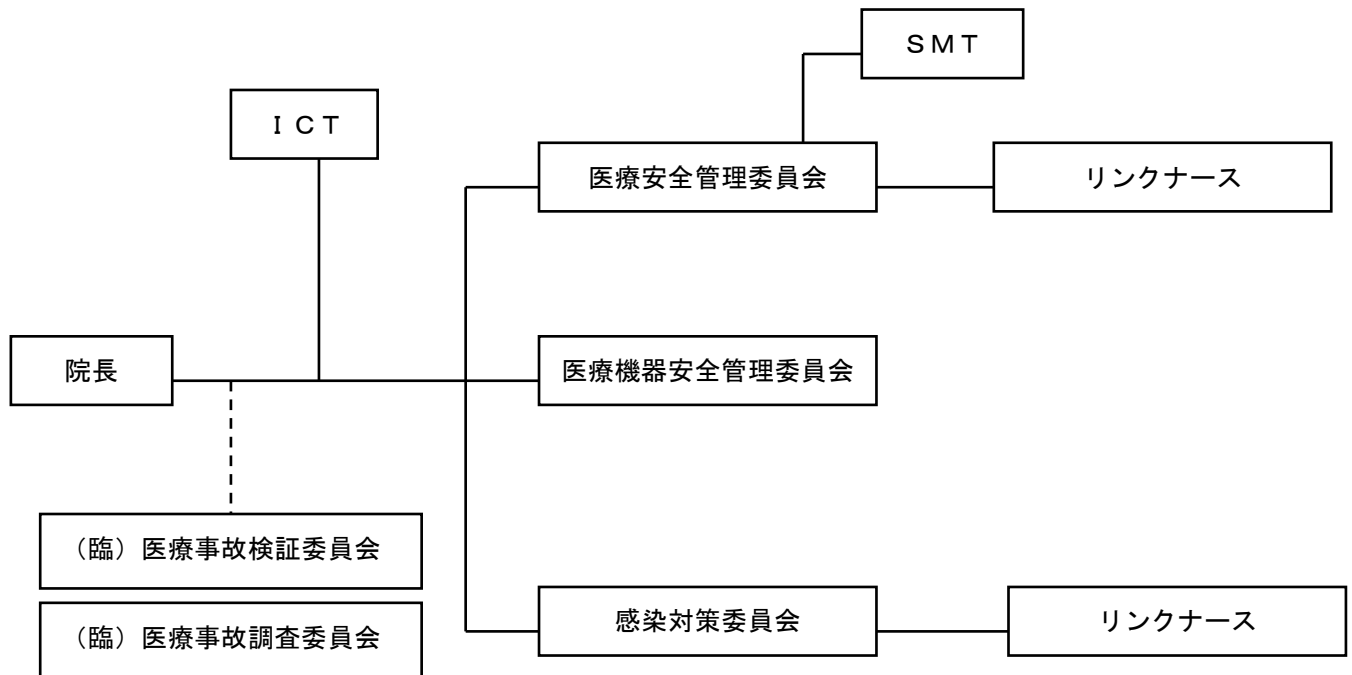 ＳＭＴ
ＩＣＴ
医療安全管理委員会
リンクナース
院長
医療機器安全管理委員会
（臨）医療事故検証委員会
（臨）医療事故調査委員会
感染対策委員会
リンクナース